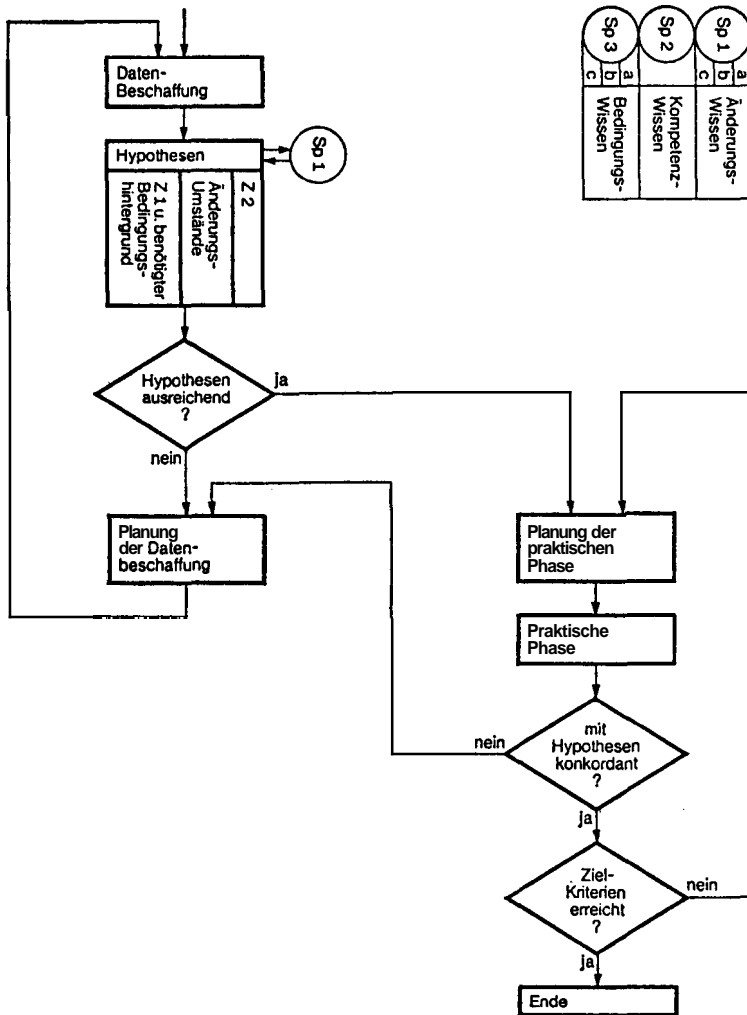 Daten-
Beschaffung
Hypothesen
Sp 1
Z 2
Änderungs-
Umstände
Z 1 u. benötigter
Bedingungs-
hintergrund
Hypothesen
ausreichend
?
ja
nein
Planung
der Daten-
beschaffung
Sp 1
a
b
c
Änderungs-
Wissen
Sp 2
Kompetenz-
Wissen
Sp 3
a
b
c
Bedingungs-
Wissen
Planung der
praktischen
Phase
Praktische
Phase
mit
Hypothesen
konkordant
?
nein
ja
Ziel-
Kriterien
erreicht
?
nein
ja
Ende